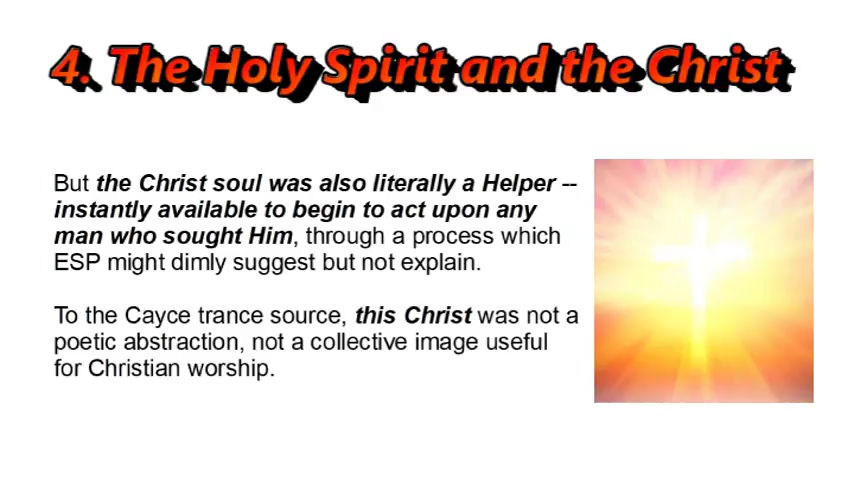 4. The Holy Spirit and the Christ
But the Christ soul was also literally a Helper --
instantly available to begin to act upon any
man who sought Him, through a process which
ESP might dimly suggest but not explain.
To the Cayce trance source, this Christ was not a
poetic abstraction, not a collective image useful
for Christian worship.